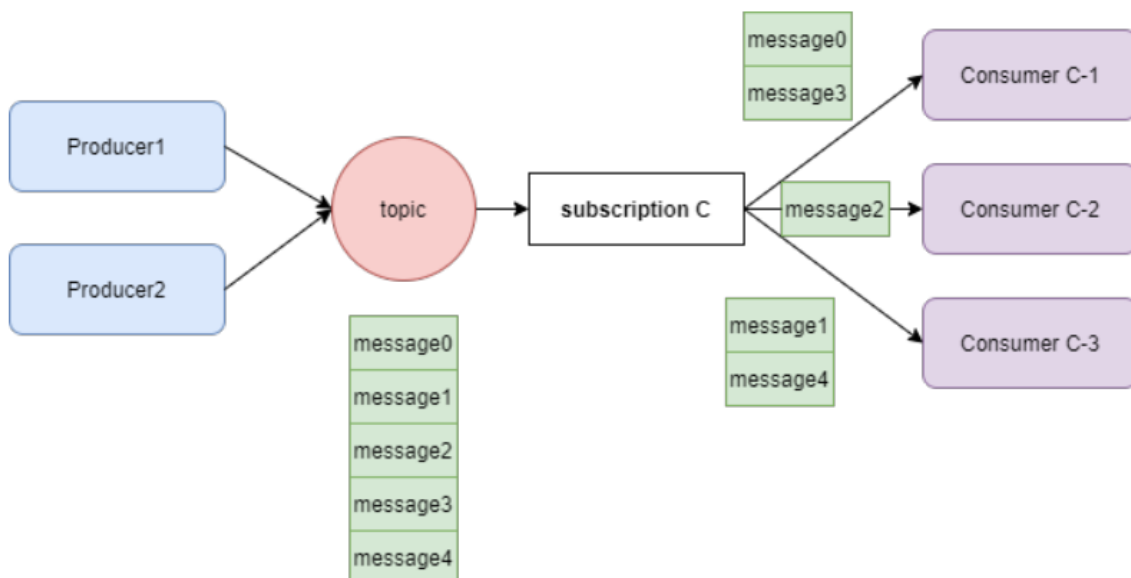 message0
message3
Consumer C-1
Producer1
topic
subscription C
message2
Consumer C-2
Producer2
message1
message4
Consumer C-3
message0
message1
message2
message3
message4